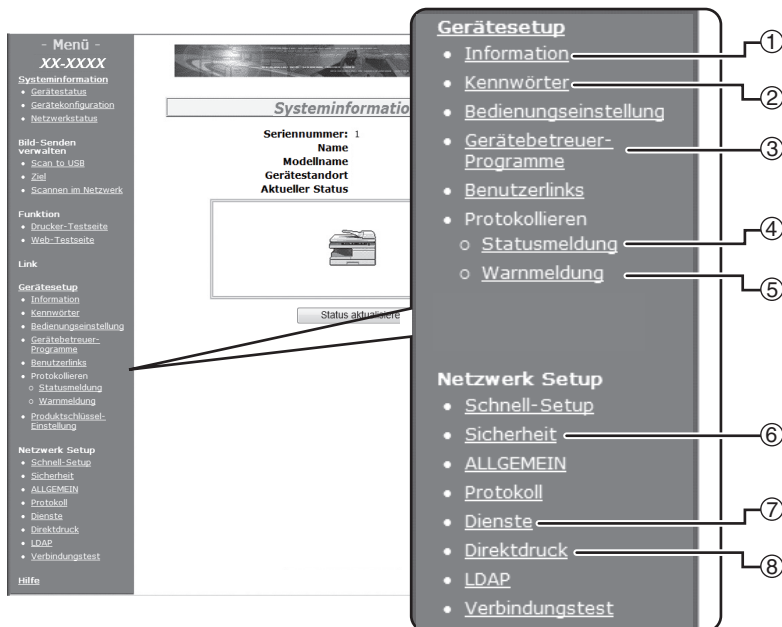 - Menü -
XX-XXXX
Systeminformation
Gerätestatus
Gerätekonfiguration
Netzwerkstatus
Bild-Senden
verwalten
Scan to USB
Ziel
Scannen im Netzwerk
Funktion
Drucker-Testseite
Web-Testseite
Link
Gerätesetup
Information
Kennwörter
Bedienungseinstellung
Gerätebetreuer-
Programme
Benutzerlinks
Protokollieren
Statusmeldung
Warnmeldung
Produktschlüssel-
Einstellung
Netzwerk Setup
Schnell-Setup
Sicherheit
ALLGEMEIN
Protokoll
Dienste
Direktdruck
LDAP
Verbindungstest
Hilfe
Systeminformatio
Seriennummer: 1
Name
Modellname
Gerätestandort
Aktueller Status
Status aktualisiere
Gerätesetup
Information ①
Kennwörter ②
Bedienungseinstellung
Gerätebetreuer- ③
Programme
Benutzerlinks
Protokollieren
Statusmeldung ④
Warnmeldung ⑤
Netzwerk Setup
Schnell-Setup
Sicherheit ⑥
ALLGEMEIN
Protokoll
Dienste ⑦
Direktdruck ⑧
LDAP
Verbindungstest